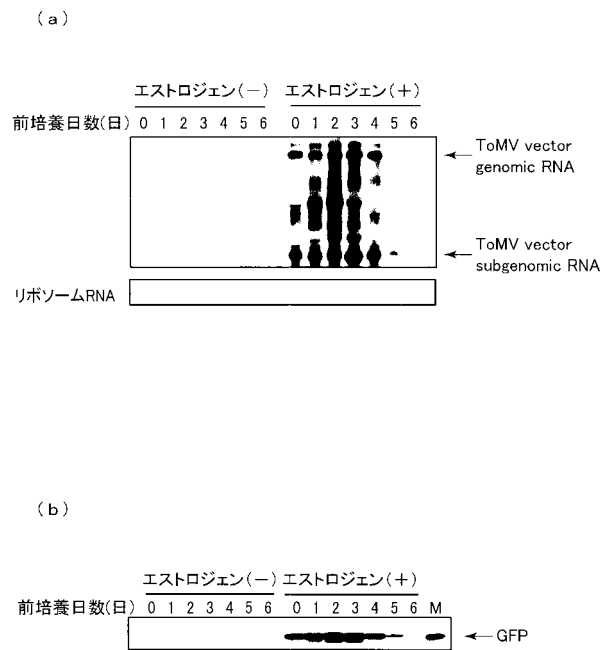 (a)
エストロジェン(－) エストロジェン(＋)
前培養日数(日) 0 1 2 3 4 5 6 0 1 2 3 4 5 6
ToMV vector
genomic RNA
ToMV vector
subgenomic RNA
リボソームRNA
(b)
エストロジェン(－) エストロジェン(＋)
前培養日数(日) 0 1 2 3 4 5 6 0 1 2 3 4 5 6 M
GFP